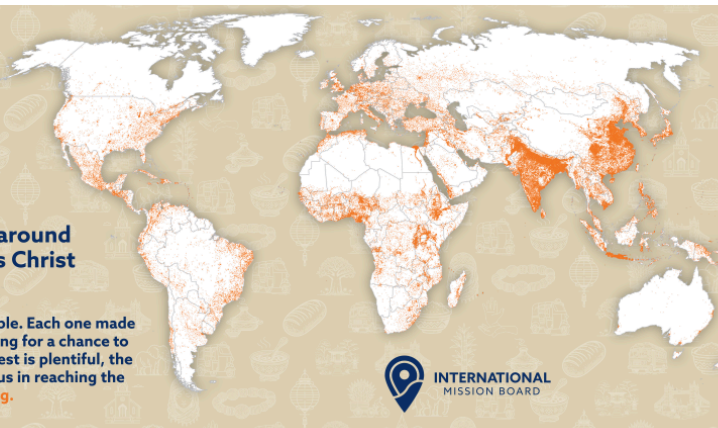 around
s Christ
ple. Each one made
ng for a chance to
est is plentiful, the
us in reaching the
g.
INTERNATIONAL
MISSION BOARD